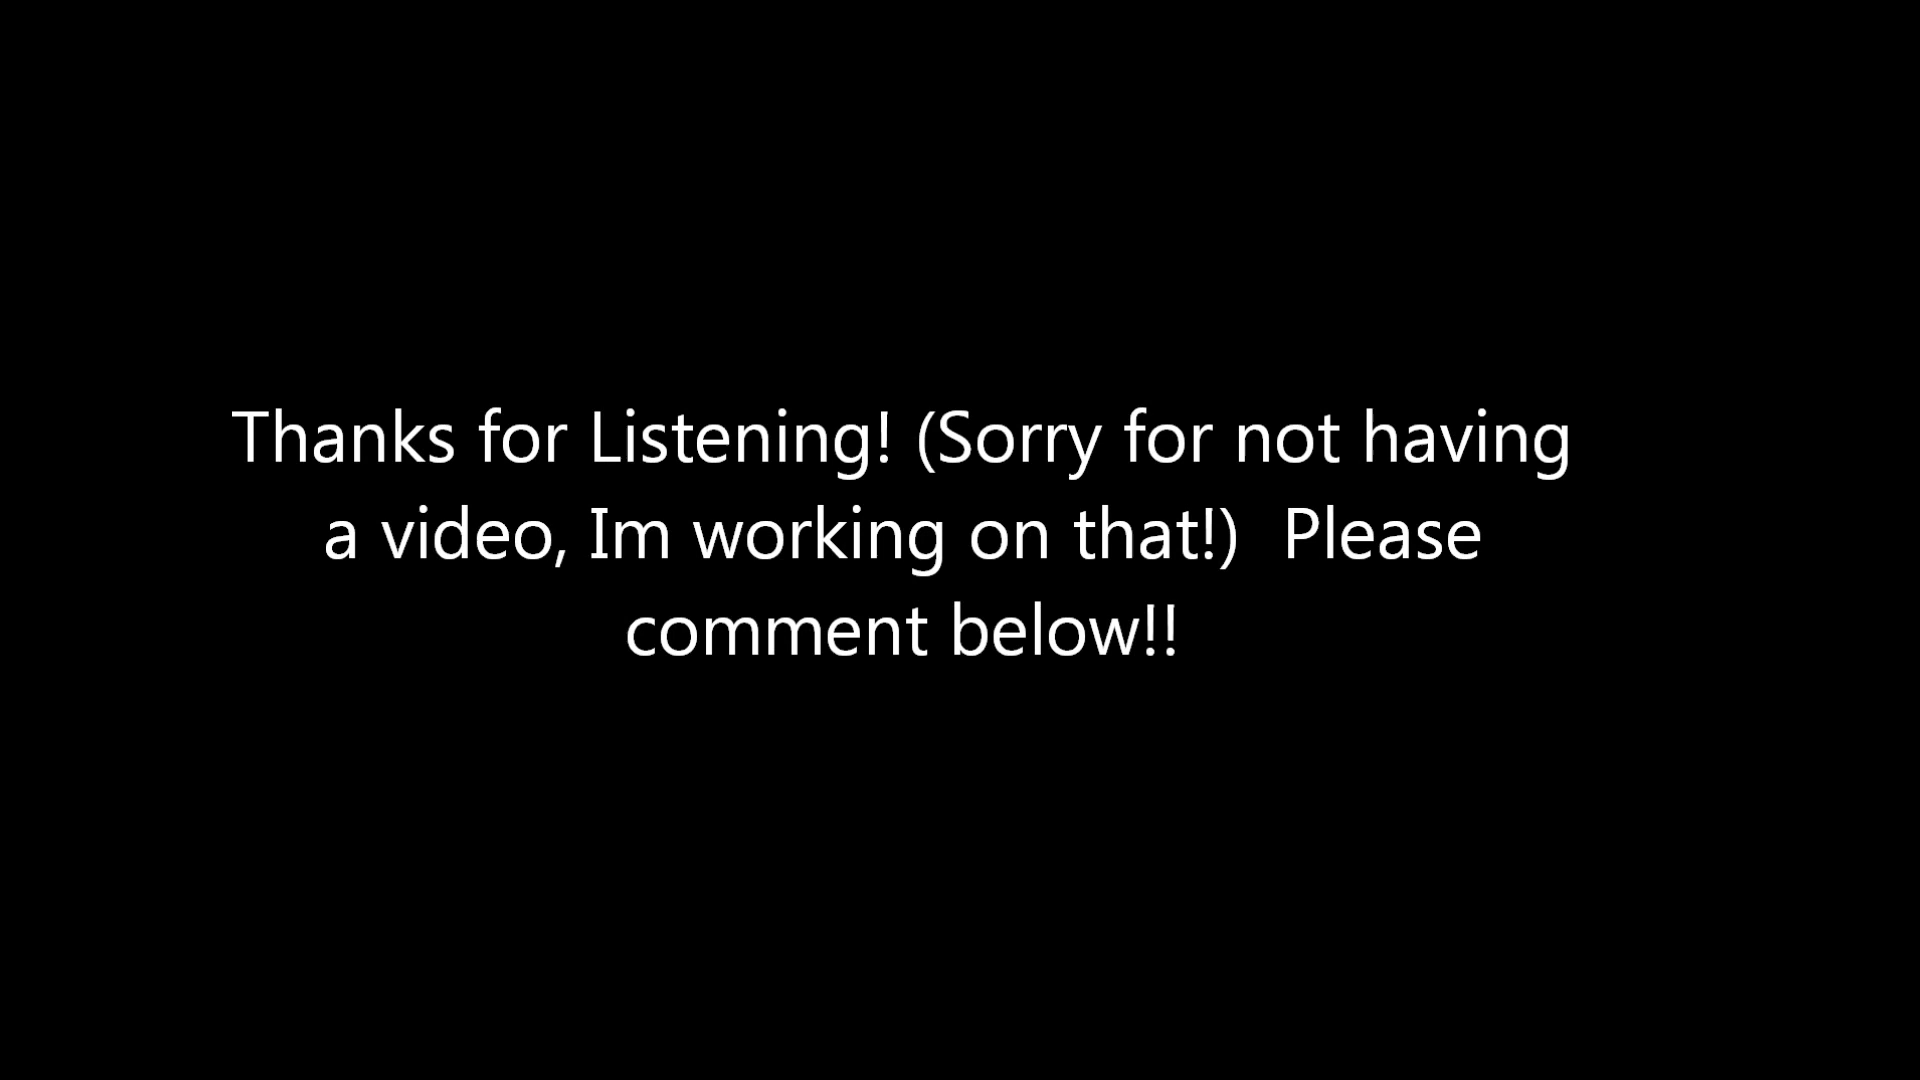 Thanks for Listening! (Sorry for not having
a video, Im working on that!)  Please
comment below!!